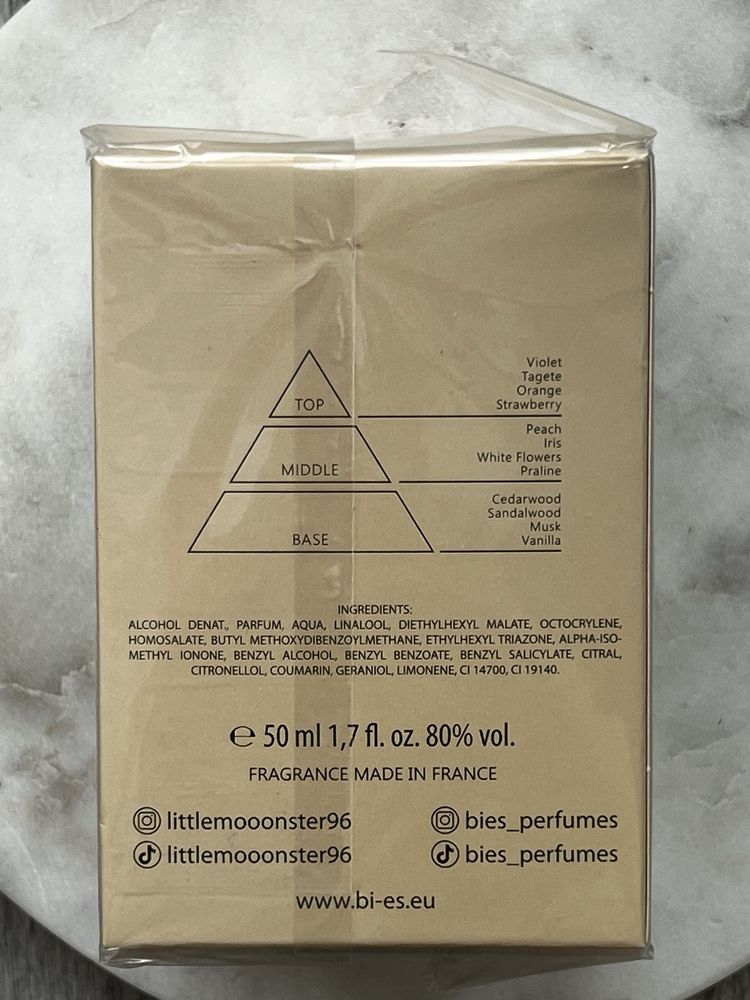 Violet
Tagete
Orange
TOP Strawberry
Peach
Iris
White Flowers
MIDDLE Praline
Cedarwood
Sandalwood
Musk
BASE Vanilla
INGREDIENTS:
ALCOHOL DENAT., PARFUM, AQUA, LINALOOL, DIETHYLHEXYL MALATE, OCTOCRYLENE,
HOMOSALATE, BUTYL METHOXYDIBENZOYLMETHANE, ETHYLHEXYL TRIAZONE, ALPHA-ISO-
METHYL IONONE, BENZYL ALCOHOL, BENZYL BENZOATE, BENZYL SALICYLATE, CITRAL,
CITRONELLOL, COUMARIN, GERANIOL, LIMONENE, CI 14700, CI 19140.
℮ 50 ml 1,7 fl. oz. 80% vol.
FRAGRANCE MADE IN FRANCE
littlemooonster96 bies_perfumes
littlemooonster96 bies_perfumes
www.bi-es.eu